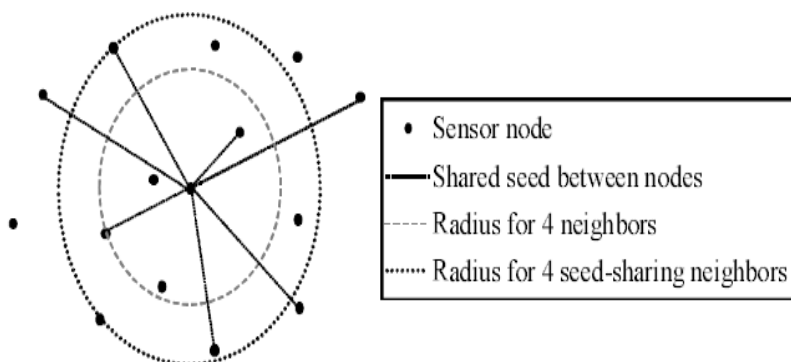 Sensor node
Shared seed between nodes
Radius for 4 neighbors
Radius for 4 seed-sharing neighbors